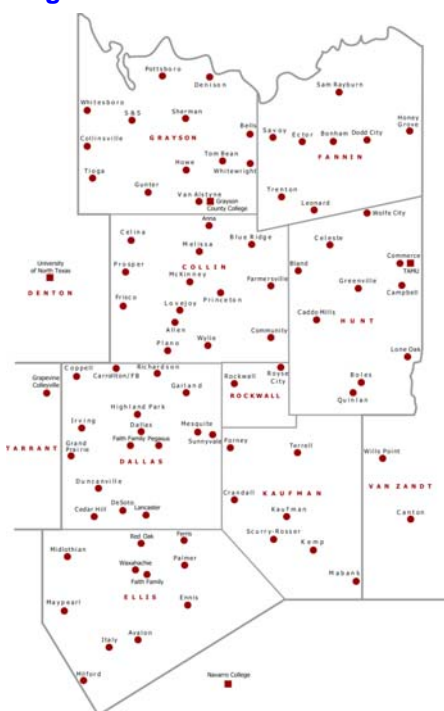 Pottsboro
Denison
Sam Rayburn
Whitesboro
S&S
Sherman
Honey
Grove
Bells
Savoy
Ector
Bonham
Dodd City
Collinsville
GRAYSON
FANNIN
Tom Bean
Howe
Whitewright
Tioga
Gunter
Van Alstyne
Grayson
County College
Trenton
Leonard
Wolfe City
Anna
Celina
Blue Ridge
Celeste
Melissa
University
of North Texas
DENTON
Prosper
COLLIN
McKinney
Bland
Commerce
TAMU
Farmersville
Greenville
Campbell
Frisco
Lovejoy
Princeton
Caddo Mills
HUNT
Allen
Plano
Wylie
Community
Lone Oak
Grapevine
Colleyville
Coppell
Carrollton/FB
Richardson
Garland
Rockwall
Royse
City
ROCKWALL
Boles
Quinlan
Highland Park
Irving
Dallas
Mesquite
Faith Family
Pegasus
Sunnyvale
Forney
Terrell
Wills Point
TARRANT
Grand
Prairie
DALLAS
Duncanville
Crandall
KAUFMAN
VAN ZANDT
DeSoto
Lancaster
Cedar Hill
Kaufman
Canton
Scurry-Rosser
Kemp
Red Oak
Ferris
Midlothian
Waxahachie
Palmer
Faith Family
Mabank
ELLIS
Maypearl
Ennis
Avalon
Italy
Milford
Navarro College